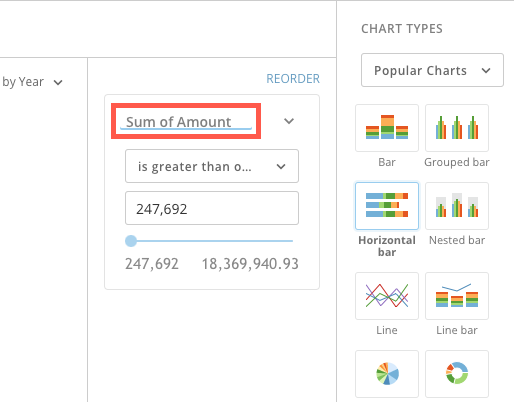 by Year
REORDER
Sum of Amount
is greater than o...
247,692
247,692
18,369,940.93
CHART TYPES
Popular Charts
Bar
Grouped bar
Horizontal
bar
Nested bar
Line
Line bar